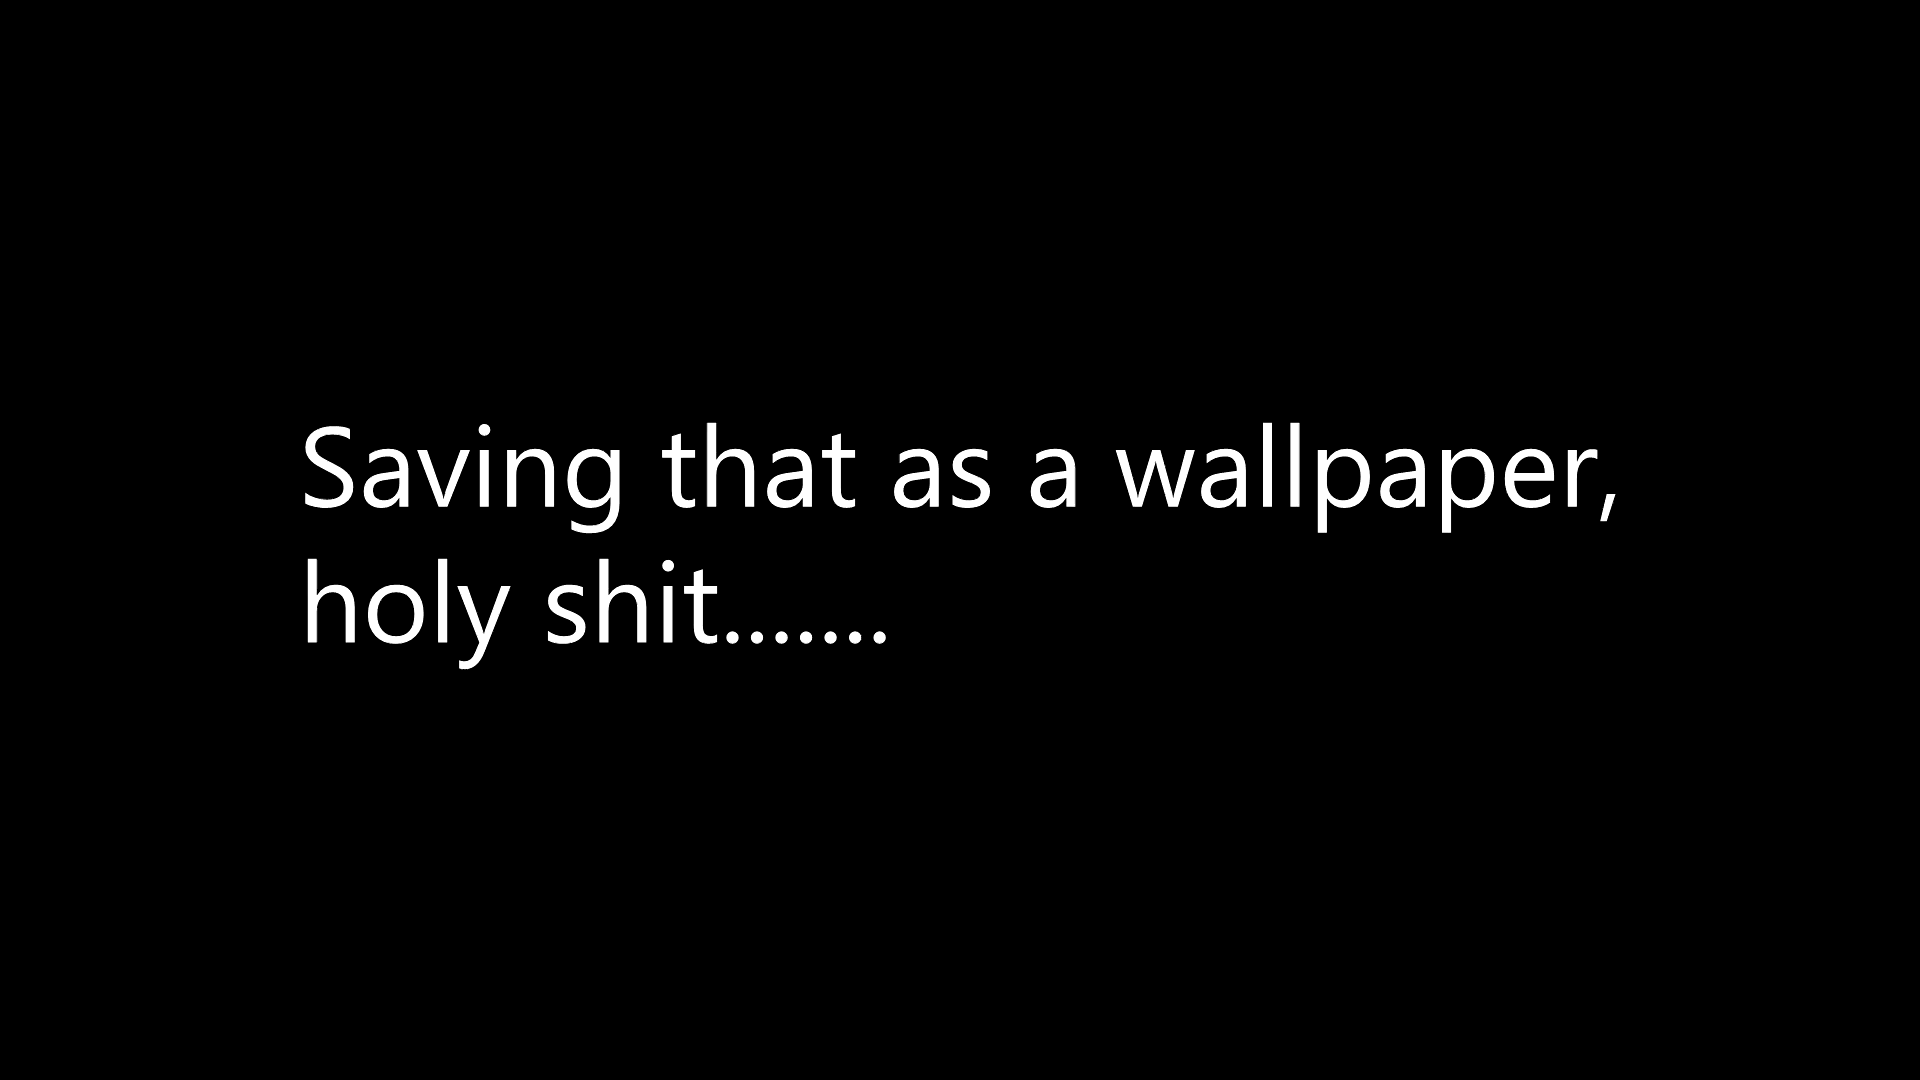 Saving that as a wallpaper,
holy shit.......